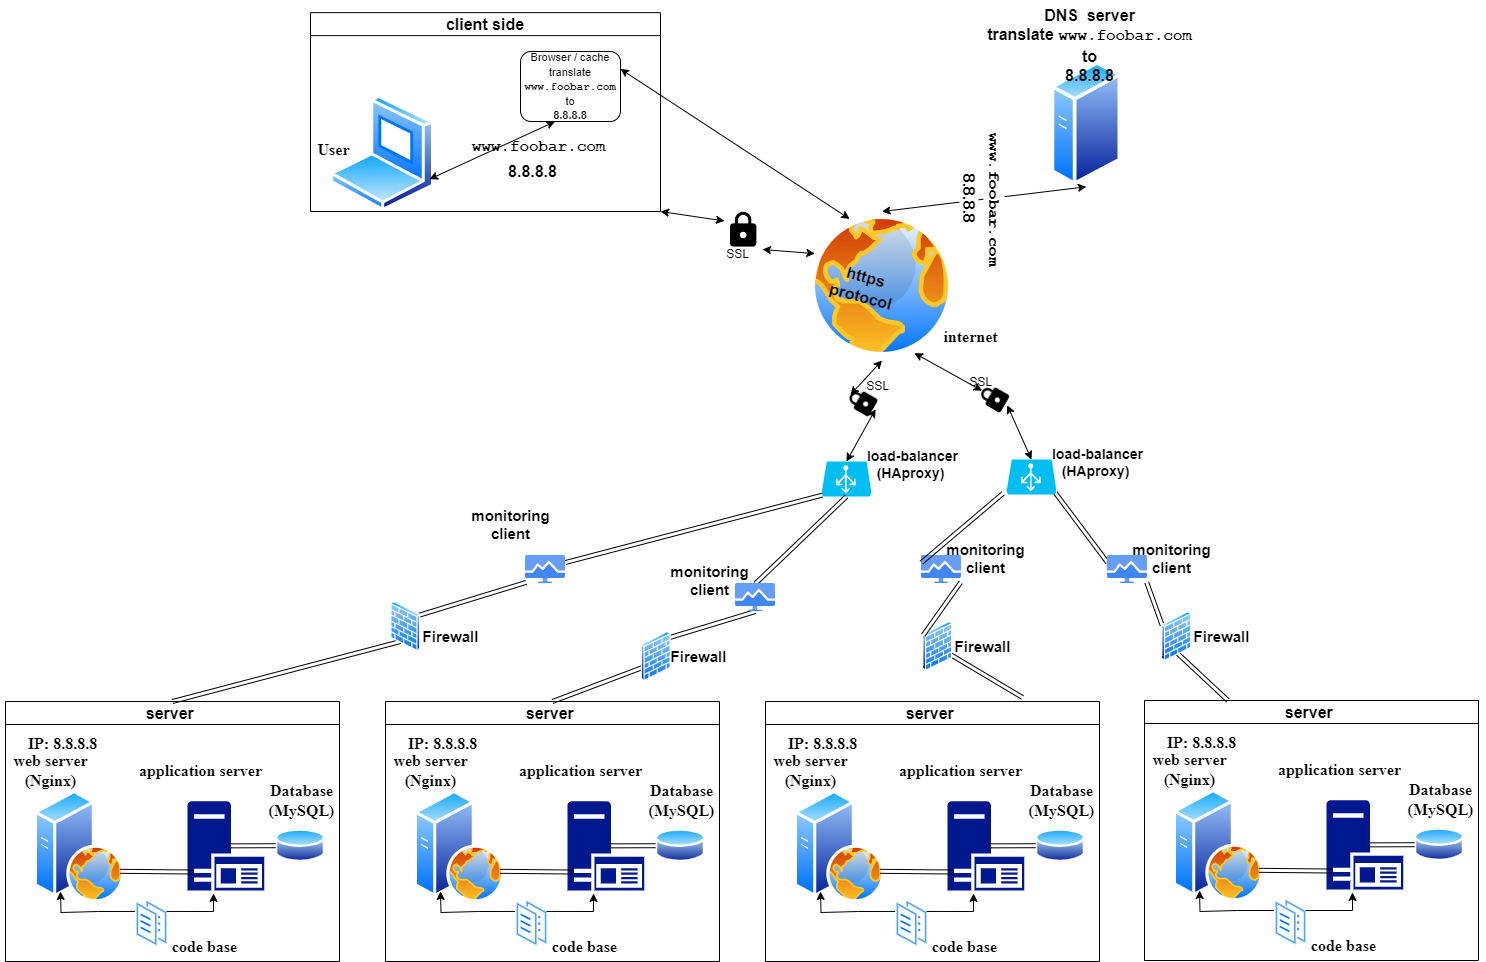 client side
Browser / cache
translate
www.foobar.com
to
8.8.8.8
User
www.foobar.com
8.8.8.8
DNS server
translate www.foobar.com
to
8.8.8.8
www.foobar.com
8.8.8.8
SSL
https
protocol
internet
SSL
SSL
load-balancer
(HAproxy)
load-balancer
(HAproxy)
monitoring
client
monitoring
client
monitoring
client
monitoring
client
Firewall
Firewall
Firewall
Firewall
server
IP: 8.8.8.8
web server
(Nginx)
application server
Database
(MySQL)
code base
server
IP: 8.8.8.8
web server
(Nginx)
application server
Database
(MySQL)
code base
server
IP: 8.8.8.8
web server
(Nginx)
application server
Database
(MySQL)
code base
server
IP: 8.8.8.8
web server
(Nginx)
application server
Database
(MySQL)
code base